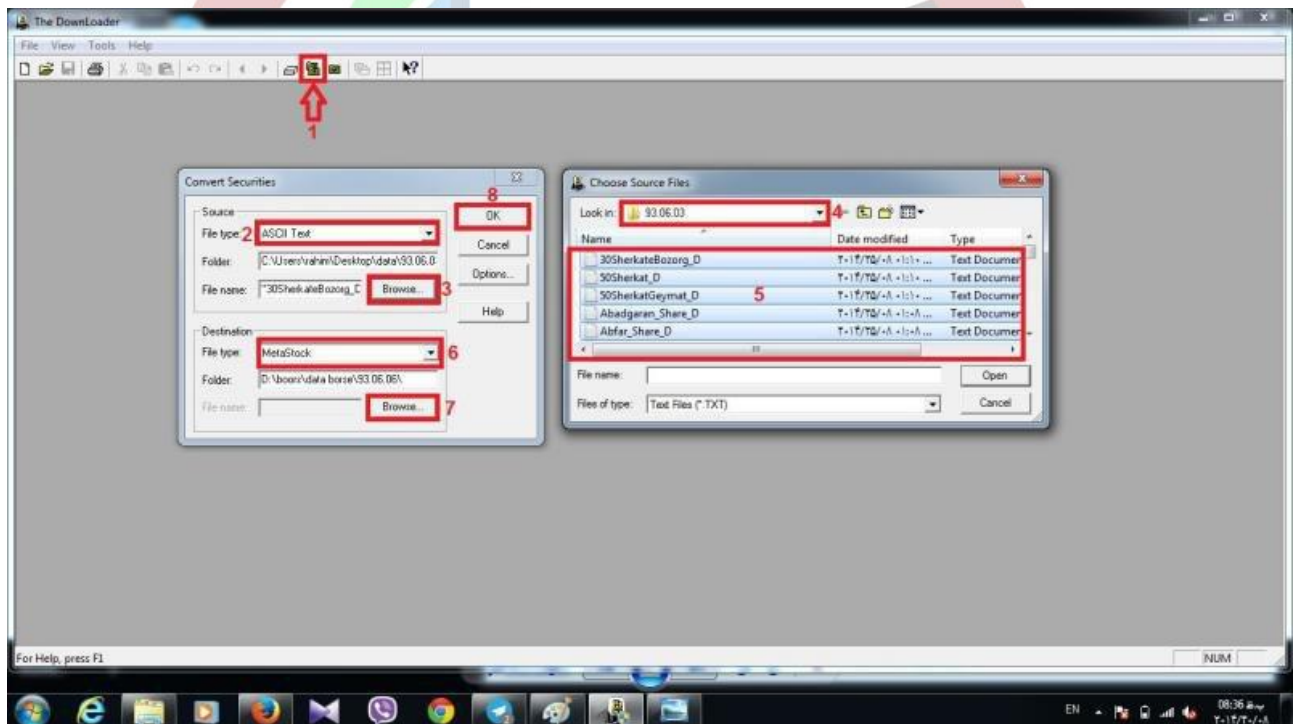 The DownLoader
File View Tools Help
1
Convert Securities
8
Source
OK
2
File type:
ASCII Text
Cancel
Folder:
C:\Users\rahimi\Desktop\data\93.06.0
Options...
File name:
"30SherkateBozorg_D
Browse...
3
Help
Destination
File type:
MetaStock
6
Folder:
D:\boors\data borse\93.06.06\
File name:
Browse...
7
Choose Source Files
Look in:
93.06.03
4
Name
Date modified
Type
30SherkateBozorg_D
Text Documen
50Sherkat_D
Text Documen
50SherkatGeymat_D
5
Text Documen
Abadgaran_Share_D
Text Documen
Abfar_Share_D
Text Documen
File name:
Open
Files of type:
Text Files (*.TXT)
Cancel
For Help, press F1
NUM
EN
08:36